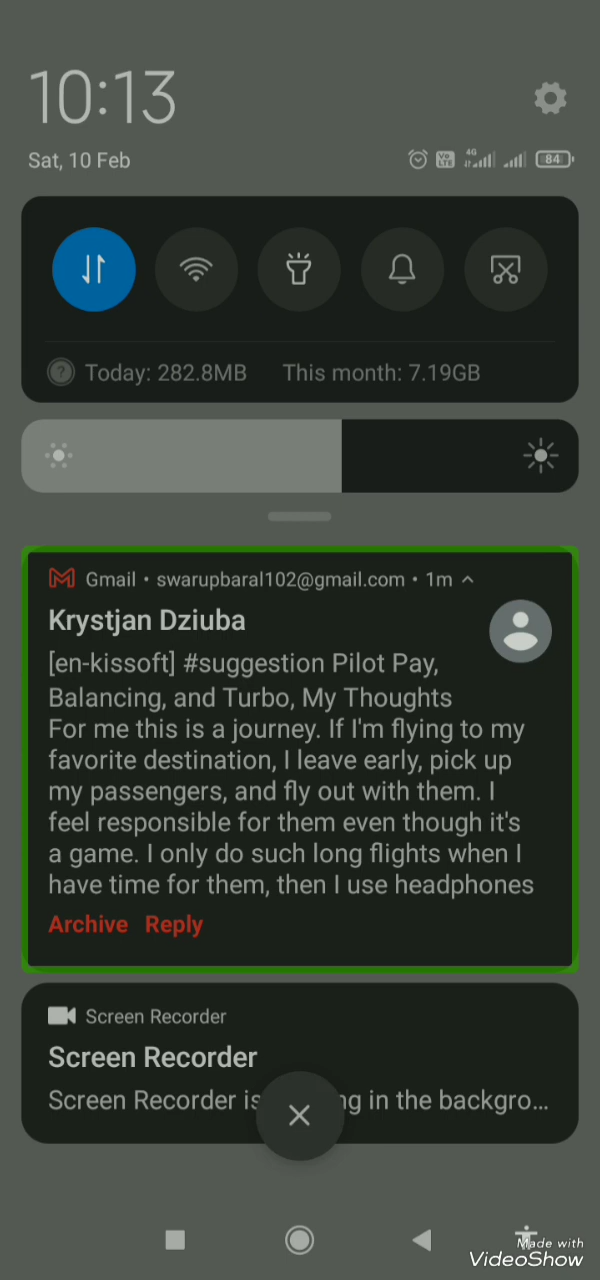 10:13
Sat, 10 Feb
Vo LTE 4G 84
Today: 282.8MB This month: 7.19GB
Gmail • swarupbaral102@gmail.com • 1m
Krystjan Dziuba
[en-kissoft] #suggestion Pilot Pay,
Balancing, and Turbo, My Thoughts
For me this is a journey. If I'm flying to my
favorite destination, I leave early, pick up
my passengers, and fly out with them. I
feel responsible for them even though it's
a game. I only do such long flights when I
have time for them, then I use headphones
Archive Reply
Screen Recorder
Screen Recorder
Screen Recorder is ng in the backgro...
Made with
VideoShow